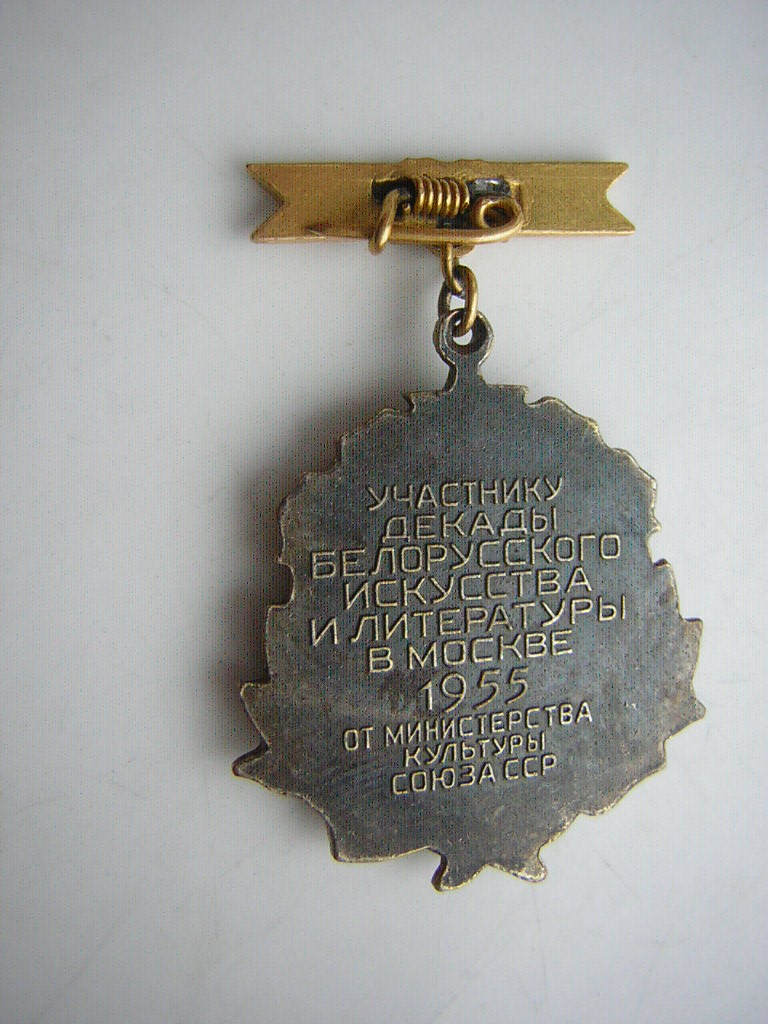 УЧАСТНИКУ
ДЕКАДЫ
БЕЛОРУССКОГО
ИСКУССТВА
И ЛИТЕРАТУРЫ
В МОСКВЕ
1955
ОТ МИНИСТЕРСТВА
КУЛЬТУРЫ
СОЮЗА ССР